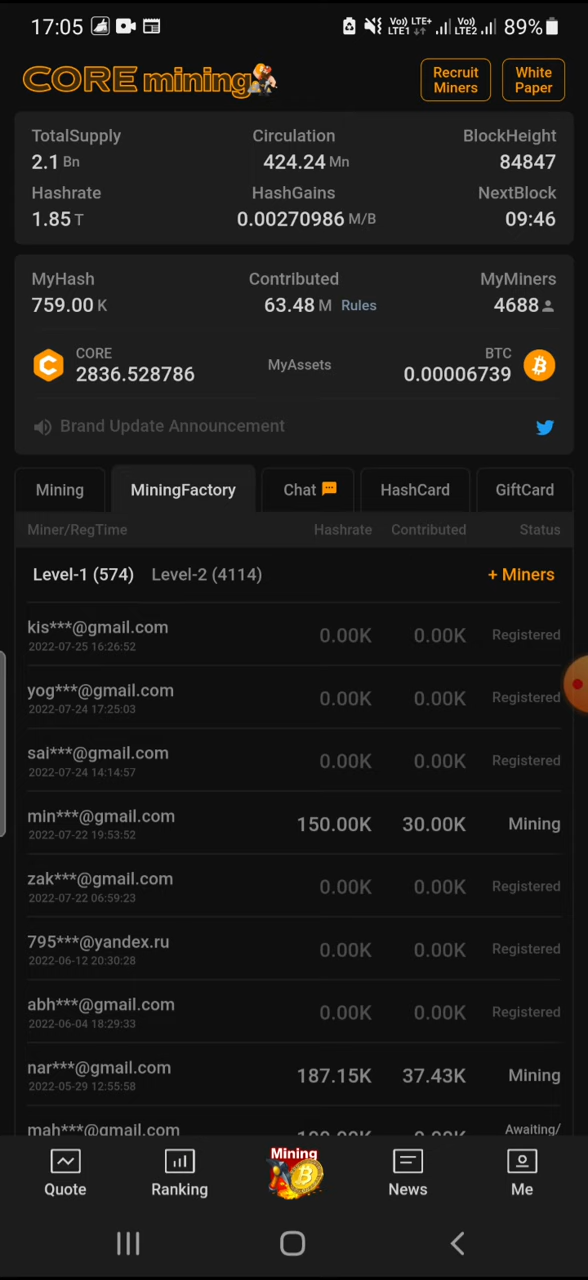 17:05 Vo)) LTE+ LTE1 Vo)) LTE2 89%
CORE mining Recruit Miners White Paper
TotalSupply Circulation BlockHeight
2.1 Bn 424.24 Mn 84847
Hashrate HashGains NextBlock
1.85 T 0.00270986 M/B 09:46
MyHash Contributed MyMiners
759.00 K 63.48 M Rules 4688
CORE MyAssets BTC
2836.528786 0.00006739
Brand Update Announcement
Mining MiningFactory Chat HashCard GiftCard
Miner/RegTime Hashrate Contributed Status
Level-1 (574) Level-2 (4114) + Miners
kis***@gmail.com 0.00K 0.00K Registered
2022-07-25 16:26:52
yog***@gmail.com 0.00K 0.00K Registered
2022-07-24 17:25:03
sai***@gmail.com 0.00K 0.00K Registered
2022-07-24 14:14:57
min***@gmail.com 150.00K 30.00K Mining
2022-07-22 19:53:52
zak***@gmail.com 0.00K 0.00K Registered
2022-07-22 06:59:23
795***@yandex.ru 0.00K 0.00K Registered
2022-06-12 20:30:28
abh***@gmail.com 0.00K 0.00K Registered
2022-06-04 18:29:33
nar***@gmail.com 187.15K 37.43K Mining
2022-05-29 12:55:58
mah***@gmail.com Awaiting/
Mining
Quote Ranking News Me